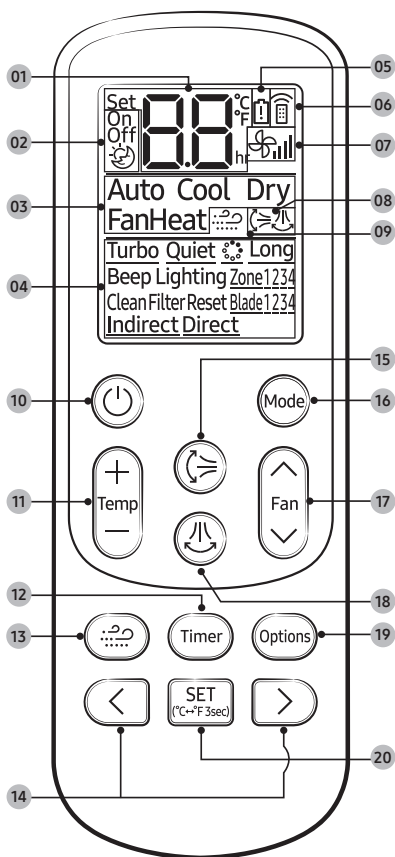 01
05
Set
88
°C
°F
06
02
On
Off
hr
07
03
Auto Cool Dry
08
FanHeat
09
Turbo Quiet Long
04
Beep Lighting Zone1234
Clean Filter Reset Blade1234
Indirect Direct
15
10
Mode
16
11
+
Temp
—
Fan
17
12
18
13
Timer
Options
19
<
SET
(°C↔°F 3sec)
>
14
20